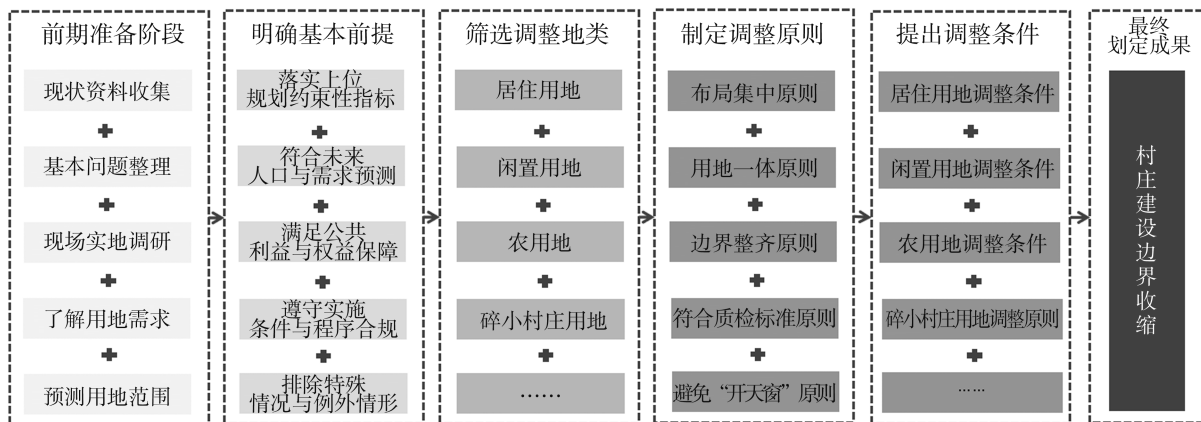 前期准备阶段
现状资料收集
基本问题整理
现场实地调研
了解用地需求
预测用地范围
明确基本前提
落实上位
规划约束性指标
符合未来
人口与需求预测
满足公共
利益与权益保障
遵守实施
条件与程序合规
排除特殊
情况与例外情形
筛选调整地类
居住用地
闲置用地
农用地
碎小村庄用地
……
制定调整原则
布局集中原则
用地一体原则
边界整齐原则
符合质检标准原则
避免“开天窗”原则
提出调整条件
居住用地调整条件
闲置用地调整条件
农用地调整条件
碎小村庄用地调整原则
……
最终
划定成果
村庄建设边界收缩